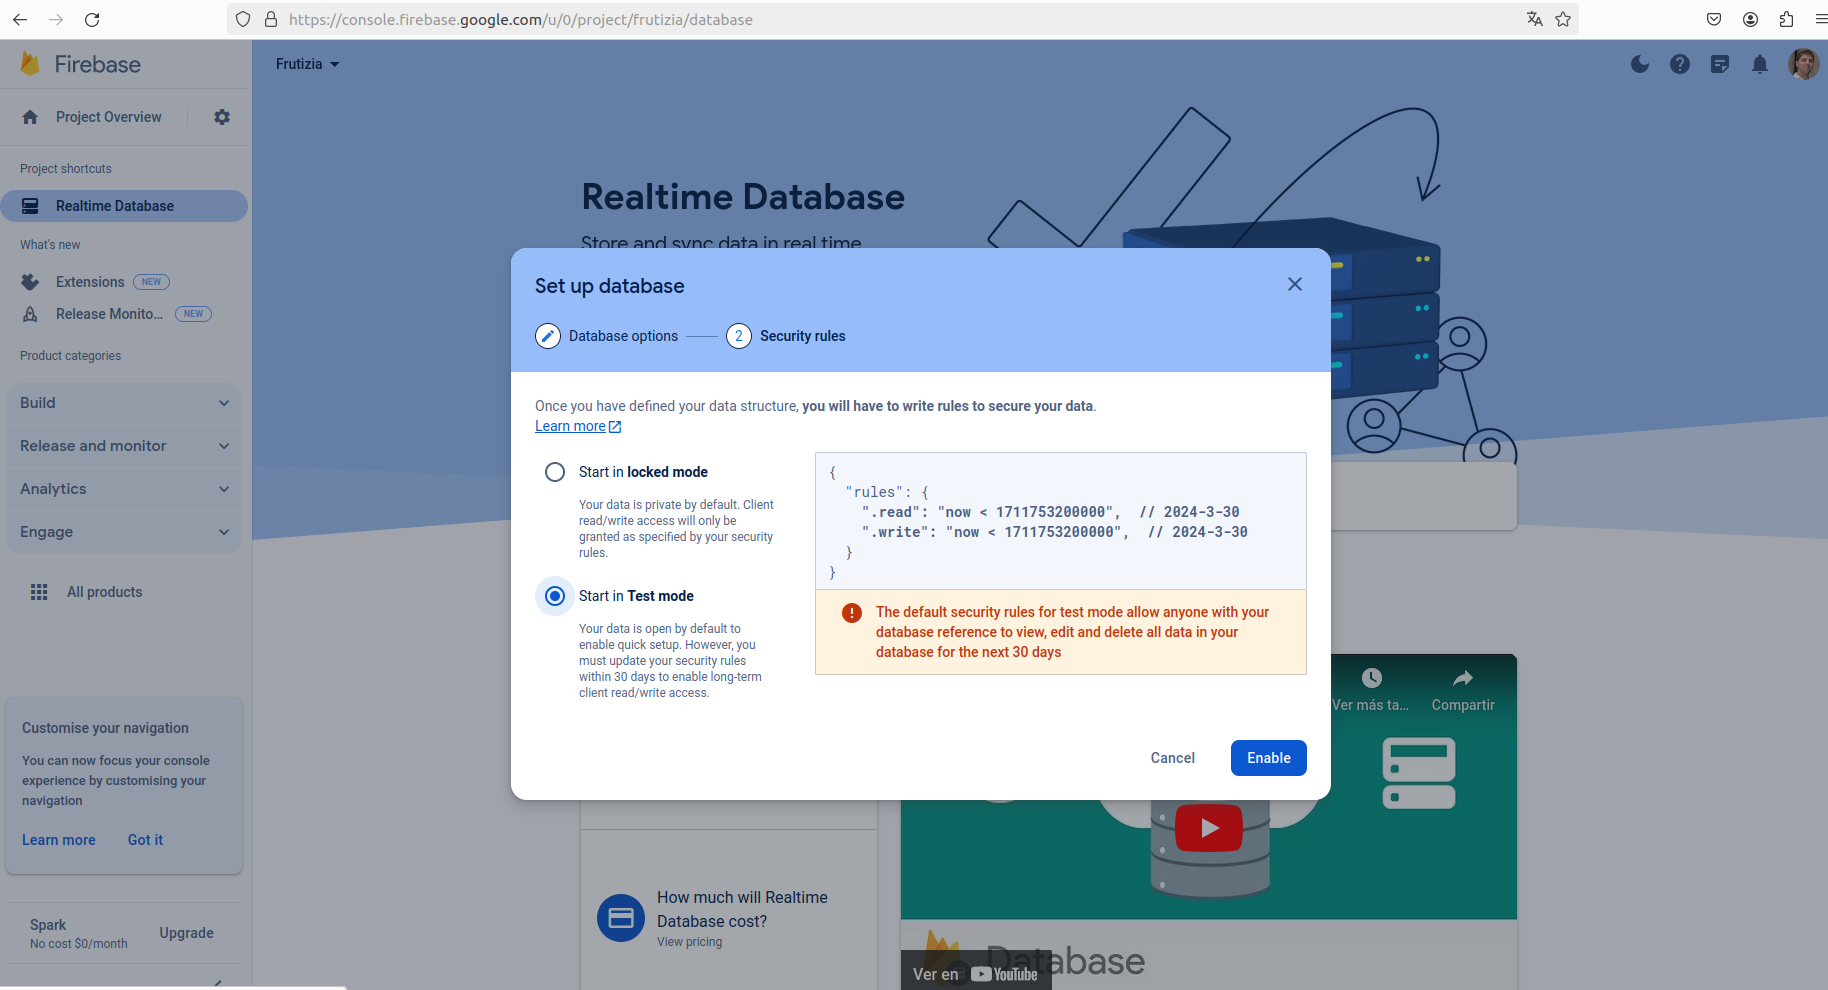 https://console.firebase.google.com/u/0/project/frutizia/database
Firebase
Frutizia
Project Overview
Project shortcuts
Realtime Database
What's new
Extensions NEW
Release Monito... NEW
Product categories
Build
Release and monitor
Analytics
Engage
All products
Customise your navigation
You can now focus your console
experience by customising your
navigation
Learn more Got it
Spark
No cost $0/month
Upgrade
Realtime Database
Store and sync data in real time
Set up database
Database options 2 Security rules
Once you have defined your data structure, you will have to write rules to secure your data.
Learn more
Start in locked mode
Your data is private by default. Client
read/write access will only be
granted as specified by your security
rules.
Start in Test mode
Your data is open by default to
enable quick setup. However, you
must update your security rules
within 30 days to enable long-term
client read/write access.
{
"rules": {
".read": "now < 1711753200000", // 2024-3-30
".write": "now < 1711753200000", // 2024-3-30
}
}
The default security rules for test mode allow anyone with your
database reference to view, edit and delete all data in your
database for the next 30 days
Cancel Enable
Ver más ta... Compartir
How much will Realtime
Database cost?
View pricing
Database
Ver en YouTube